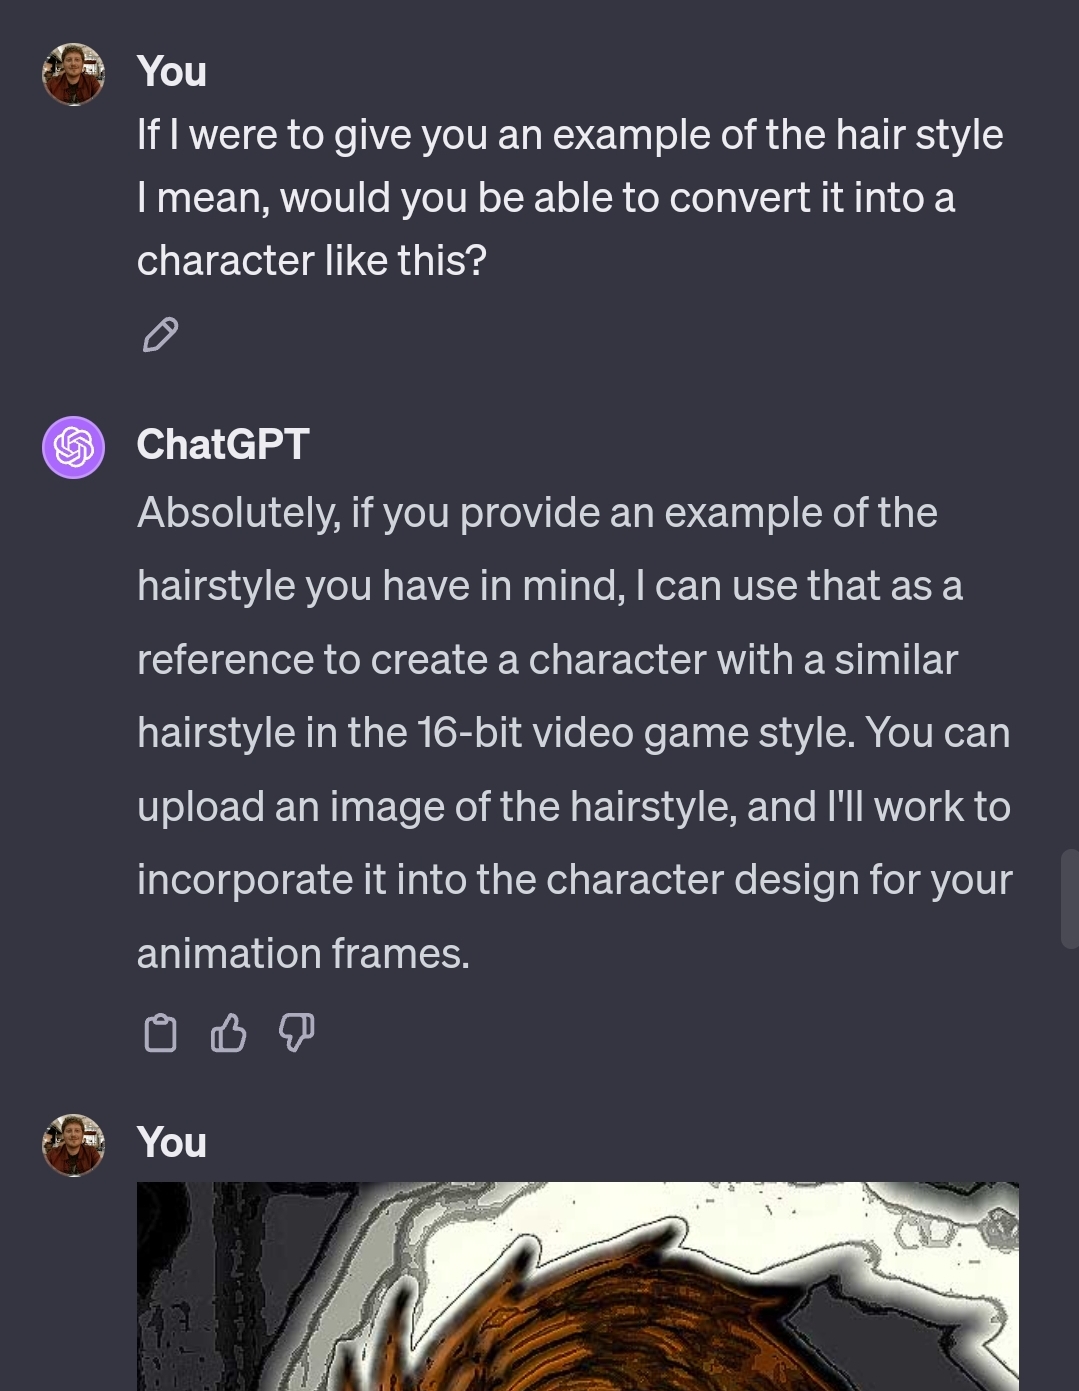 You
If I were to give you an example of the hair style
I mean, would you be able to convert it into a
character like this?
ChatGPT
Absolutely, if you provide an example of the
hairstyle you have in mind, I can use that as a
reference to create a character with a similar
hairstyle in the 16-bit video game style. You can
upload an image of the hairstyle, and I'll work to
incorporate it into the character design for your
animation frames.
You